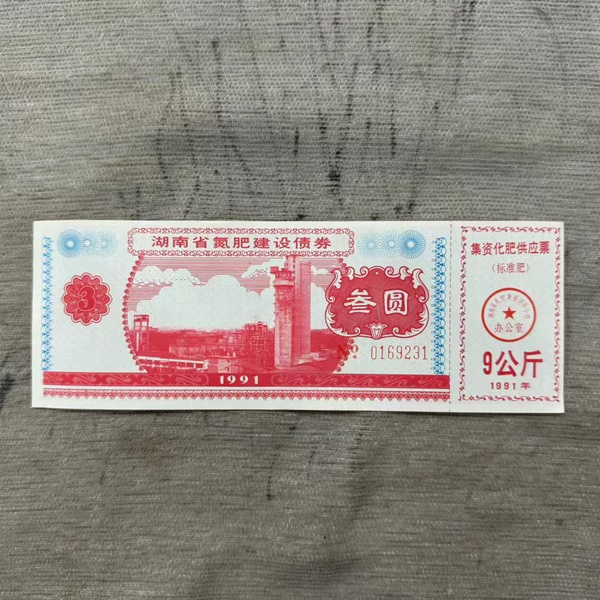 湖南省氮肥建设债券
3
叁圆
No 0169231
1991
集资化肥供应票
(标准肥)
办公室
9公斤
1991年